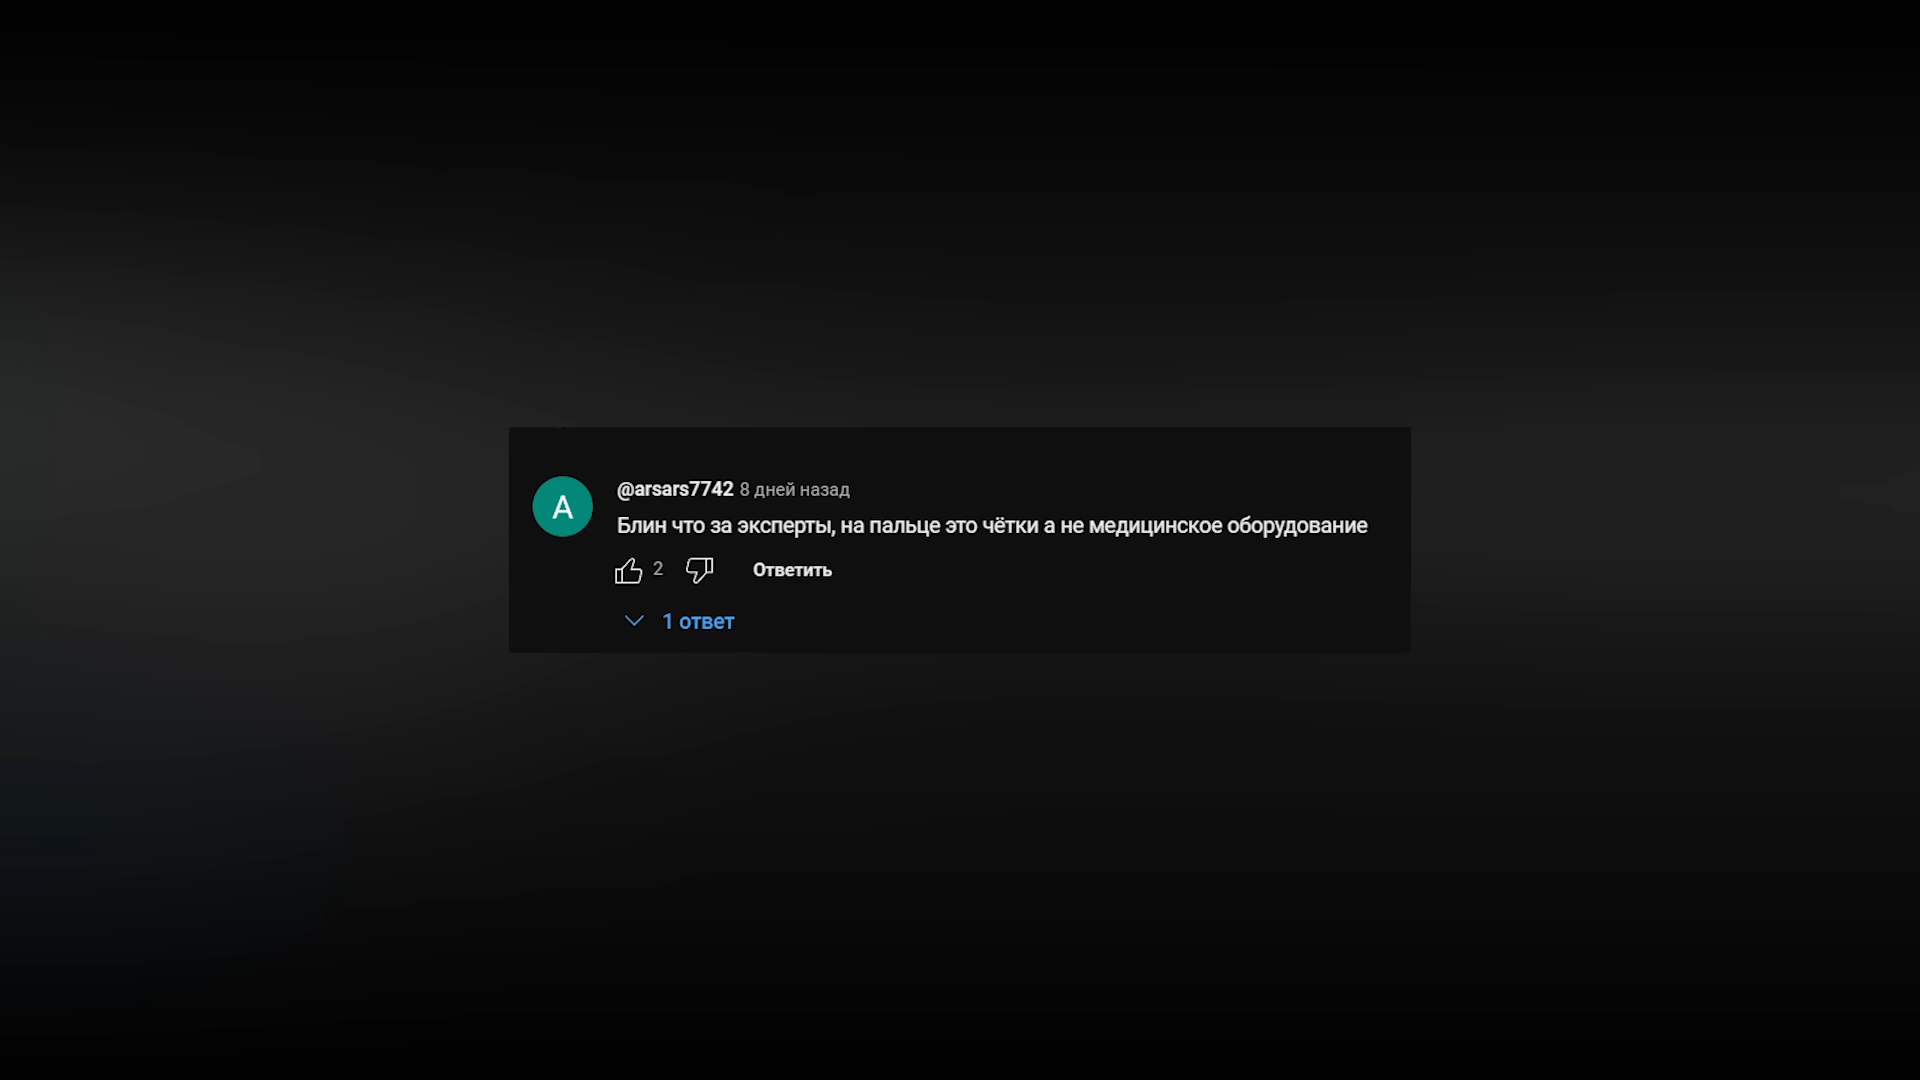 A
@arsars7742 8 дней назад
Блин что за эксперты, на пальце это чётки а не медицинское оборудование
2 Ответить
1 ответ